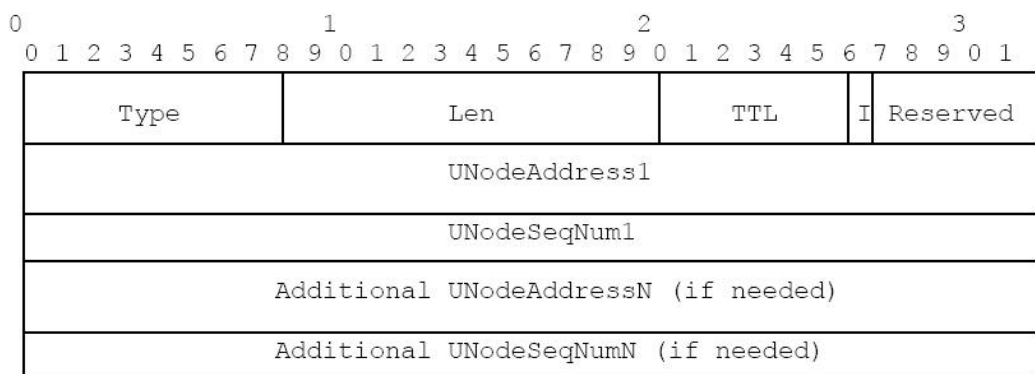 0 1 2 3
0 1 2 3 4 5 6 7 8 9 0 1 2 3 4 5 6 7 8 9 0 1 2 3 4 5 6 7 8 9 0 1
Type Len TTL I Reserved
UNodeAddress1
UNodeSeqNum1
Additional UNodeAddressN (if needed)
Additional UNodeSeqNumN (if needed)